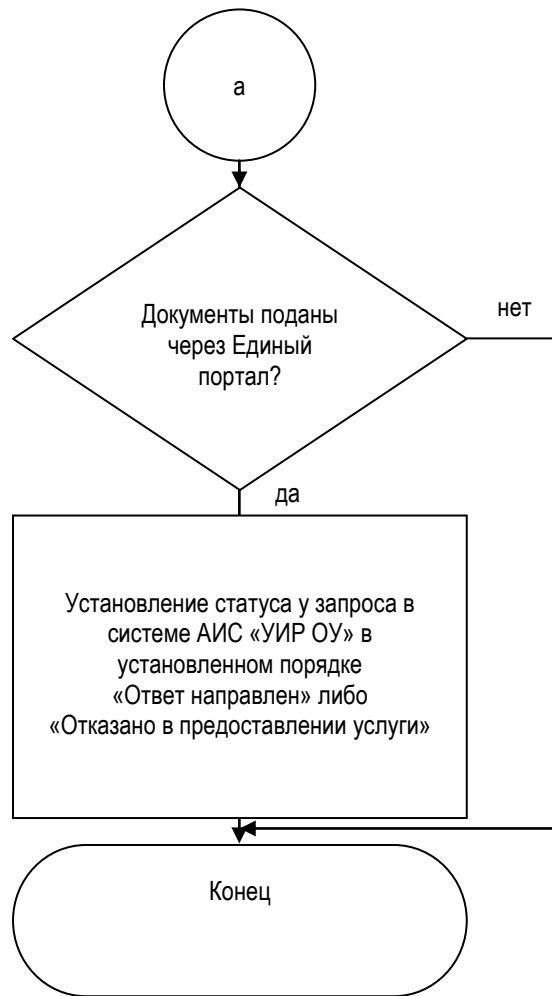 а
Документы поданы
через Единый
портал?
нет
да
Установление статуса у запроса в
системе АИС «УИР ОУ» в
установленном порядке
«Ответ направлен» либо
«Отказано в предоставлении услуги»
Конец